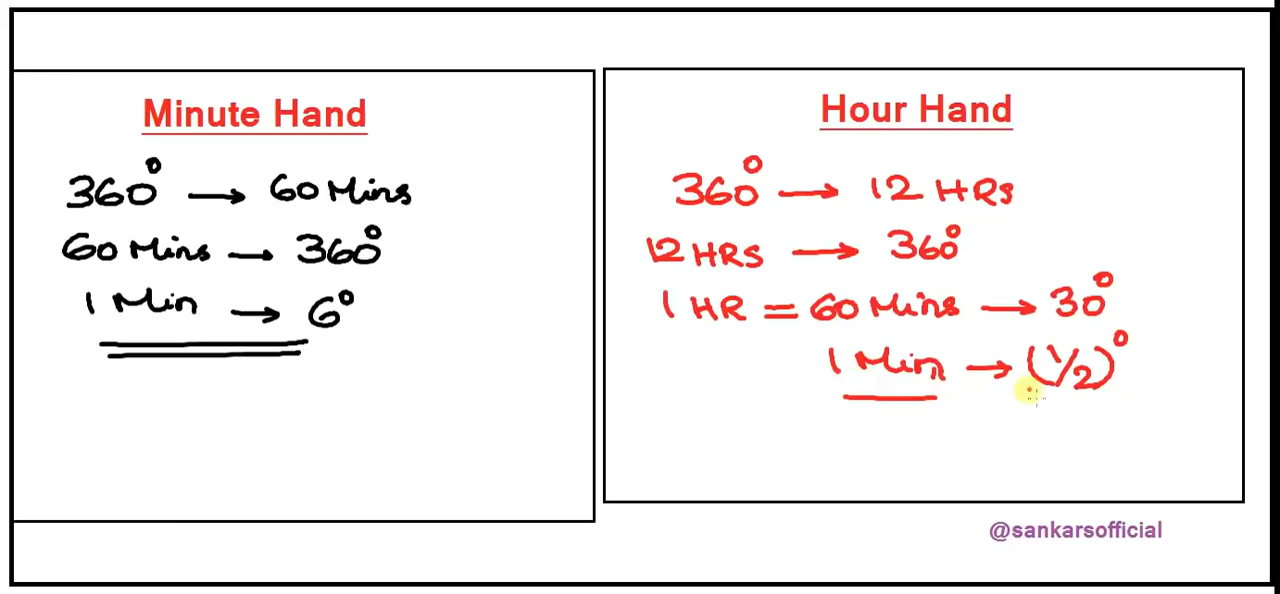 Minute Hand
360° → 60 Mins
60 Mins → 360°
1 Min → 6°
Hour Hand
360° → 12 HRs
12 HRS → 360°
1 HR = 60 Mins → 30°
1 Min → (1/2)°
@sankarsofficial